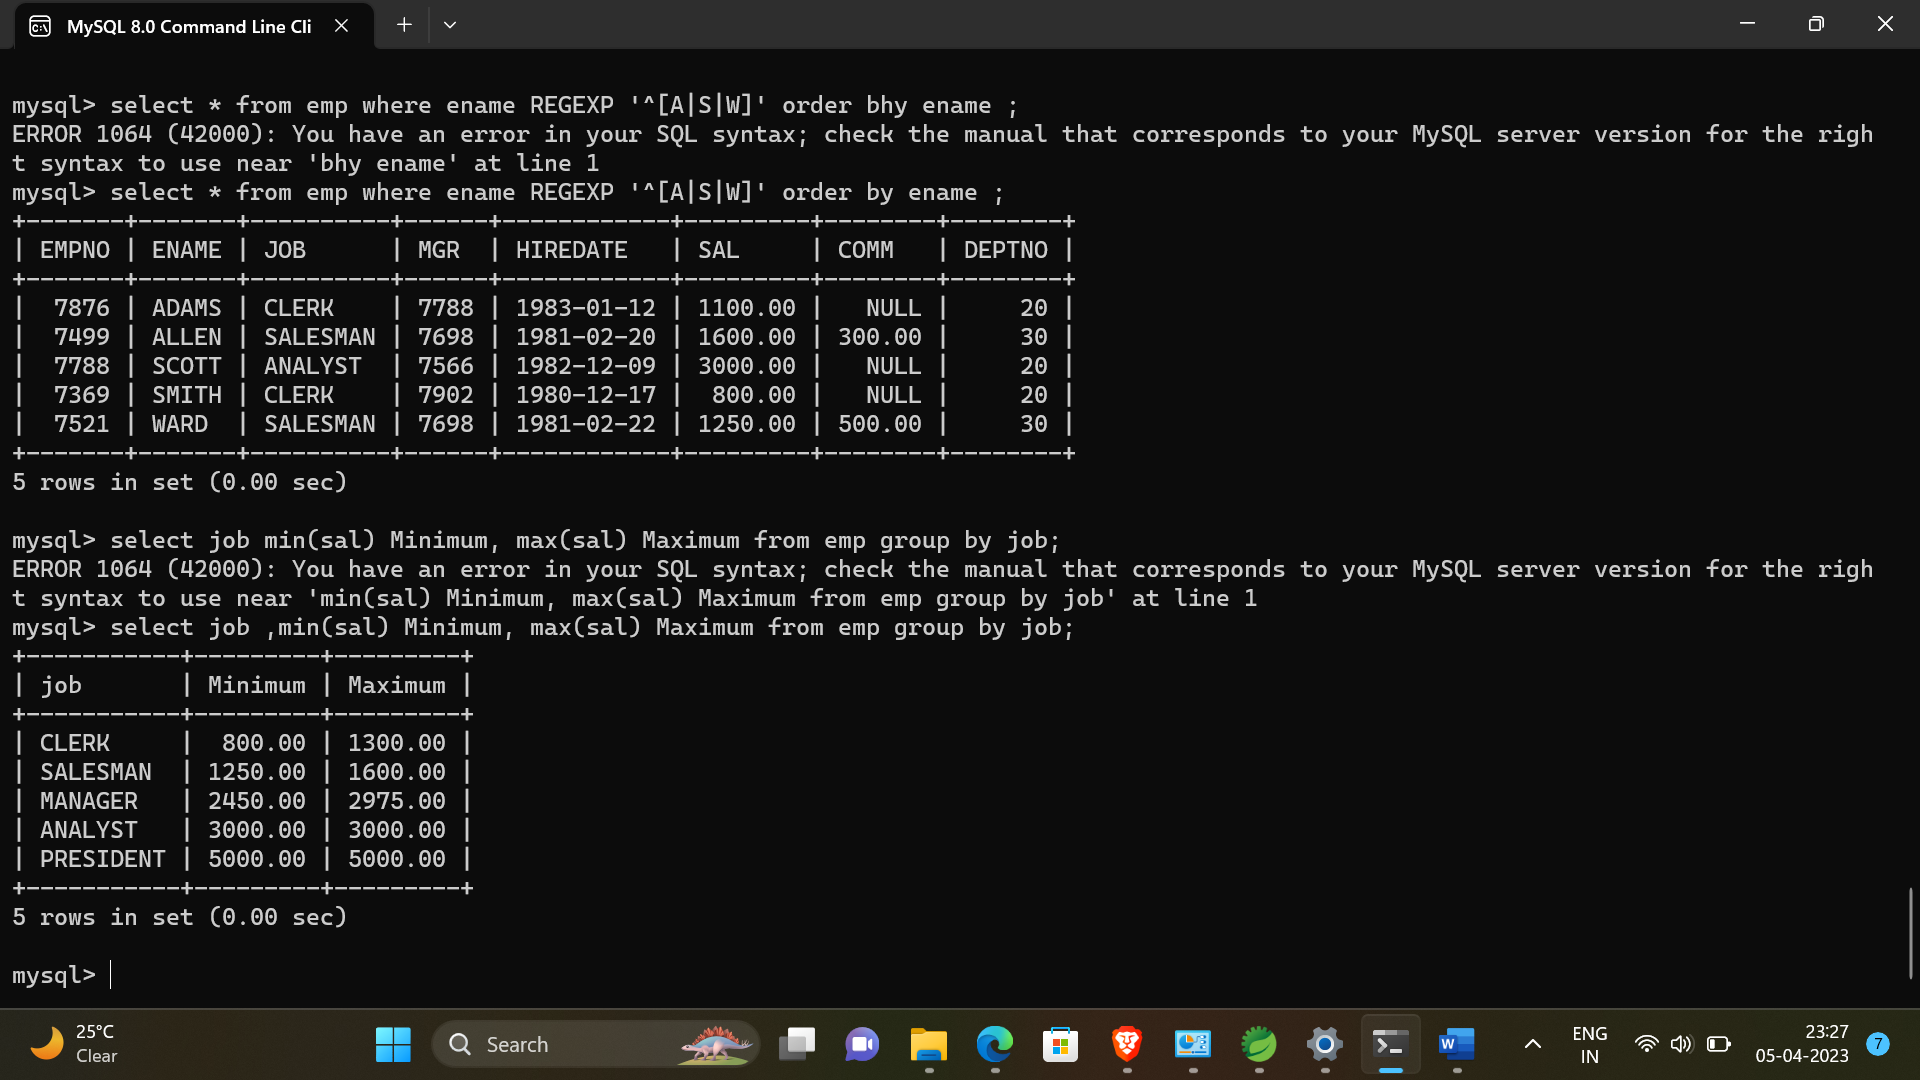 MySQL 8.0 Command Line Cli
mysql> select * from emp where ename REGEXP '^[A|S|W]' order bhy ename ;
ERROR 1064 (42000): You have an error in your SQL syntax; check the manual that corresponds to your MySQL server version for the righ
t syntax to use near 'bhy ename' at line 1
mysql> select * from emp where ename REGEXP '^[A|S|W]' order by ename ;
+-------+-------+----------+------+------------+---------+--------+--------+
| EMPNO | ENAME | JOB      | MGR  | HIREDATE   | SAL     | COMM   | DEPTNO |
+-------+-------+----------+------+------------+---------+--------+--------+
|  7876 | ADAMS | CLERK    | 7788 | 1983-01-12 | 1100.00 |   NULL |     20 |
|  7499 | ALLEN | SALESMAN | 7698 | 1981-02-20 | 1600.00 | 300.00 |     30 |
|  7788 | SCOTT | ANALYST  | 7566 | 1982-12-09 | 3000.00 |   NULL |     20 |
|  7369 | SMITH | CLERK    | 7902 | 1980-12-17 |  800.00 |   NULL |     20 |
|  7521 | WARD  | SALESMAN | 7698 | 1981-02-22 | 1250.00 | 500.00 |     30 |
+-------+-------+----------+------+------------+---------+--------+--------+
5 rows in set (0.00 sec)
mysql> select job min(sal) Minimum, max(sal) Maximum from emp group by job;
ERROR 1064 (42000): You have an error in your SQL syntax; check the manual that corresponds to your MySQL server version for the righ
t syntax to use near 'min(sal) Minimum, max(sal) Maximum from emp group by job' at line 1
mysql> select job ,min(sal) Minimum, max(sal) Maximum from emp group by job;
+-----------+---------+---------+
| job       | Minimum | Maximum |
+-----------+---------+---------+
| CLERK     |  800.00 | 1300.00 |
| SALESMAN  | 1250.00 | 1600.00 |
| MANAGER   | 2450.00 | 2975.00 |
| ANALYST   | 3000.00 | 3000.00 |
| PRESIDENT | 5000.00 | 5000.00 |
+-----------+---------+---------+
5 rows in set (0.00 sec)
mysql>
25°C
Clear
Search
W
ENG
IN
23:27
05-04-2023
7